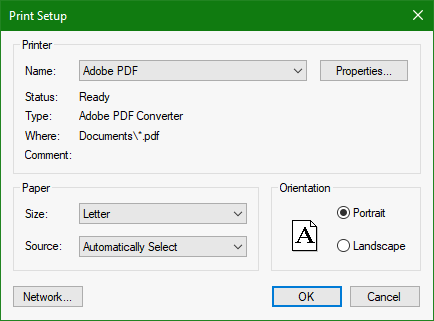 Print Setup
Printer
Name: Adobe PDF Properties...
Status: Ready
Type: Adobe PDF Converter
Where: Documents\*.pdf
Comment:
Paper
Size: Letter
Source: Automatically Select
Orientation
A
Portrait
Landscape
Network... OK Cancel